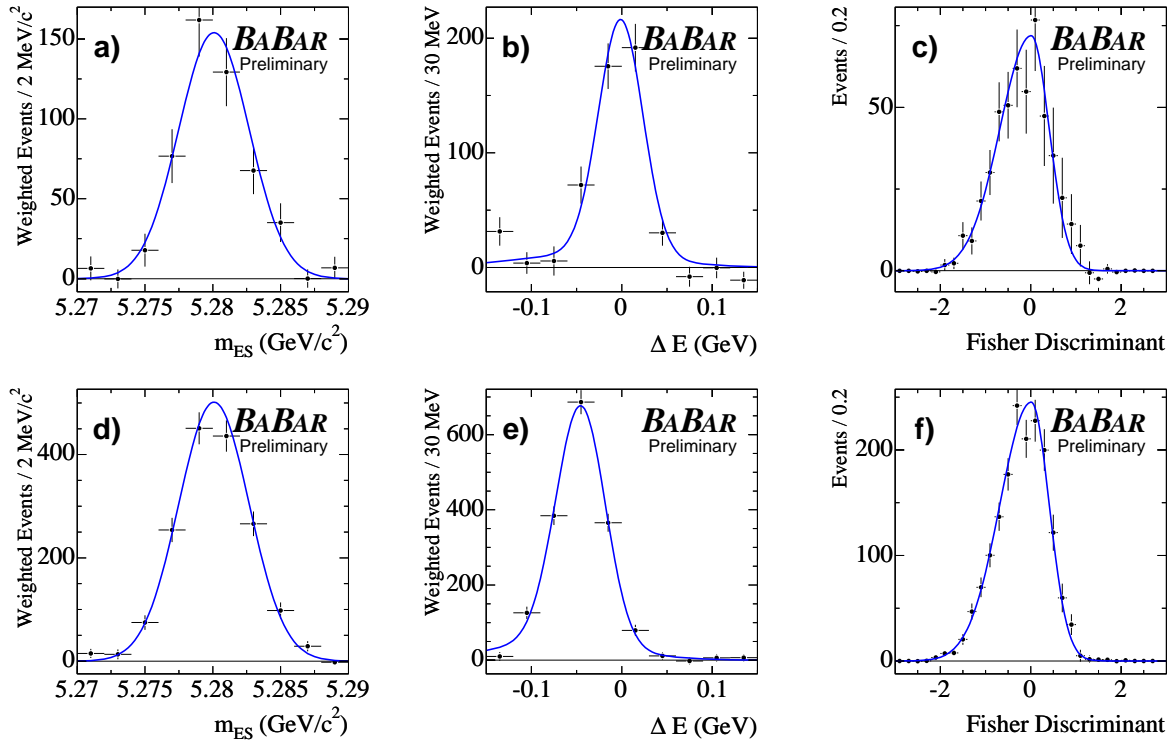 Weighted Events / 2 MeV/c²
150
100
50
0
a)
BABAR
Preliminary
5.27 5.275 5.28 5.285 5.29
m_ES (GeV/c²)
Weighted Events / 30 MeV
200
100
0
b)
BABAR
Preliminary
-0.1 0 0.1
Δ E (GeV)
Events / 0.2
50
0
c)
BABAR
Preliminary
-2 0 2
Fisher Discriminant
Weighted Events / 2 MeV/c²
400
200
0
d)
BABAR
Preliminary
5.27 5.275 5.28 5.285 5.29
m_ES (GeV/c²)
Weighted Events / 30 MeV
600
400
200
0
e)
BABAR
Preliminary
-0.1 0 0.1
Δ E (GeV)
Events / 0.2
200
100
0
f)
BABAR
Preliminary
-2 0 2
Fisher Discriminant